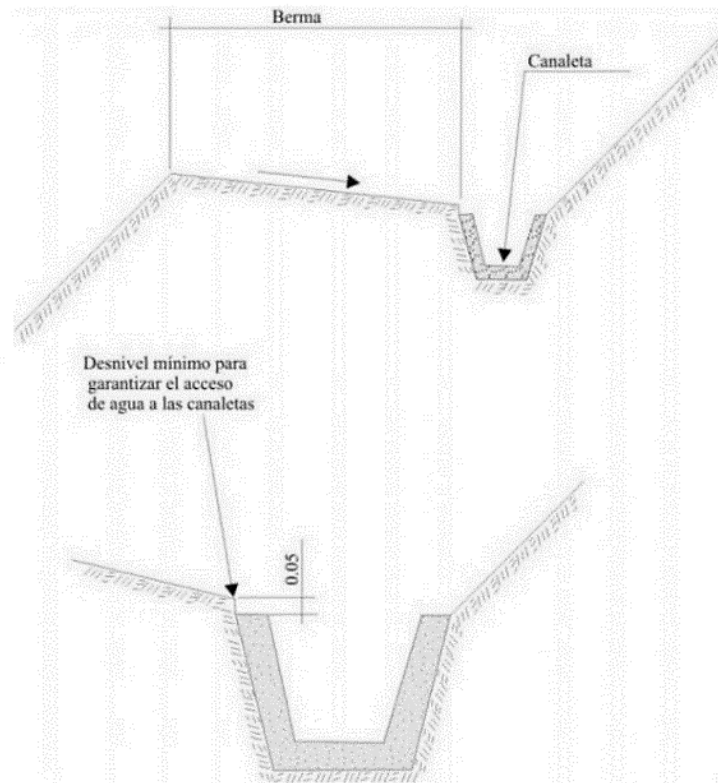 Berma
Canaleta
Desnivel mínimo para
garantizar el acceso
de agua a las canaletas
0.05